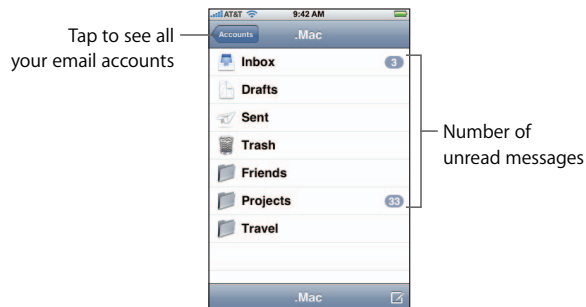 AT&T 9:42 AM
Accounts .Mac
Tap to see all
your email accounts
Inbox 3
Drafts
Sent
Trash
Friends
Projects 33
Travel
Number of
unread messages
.Mac